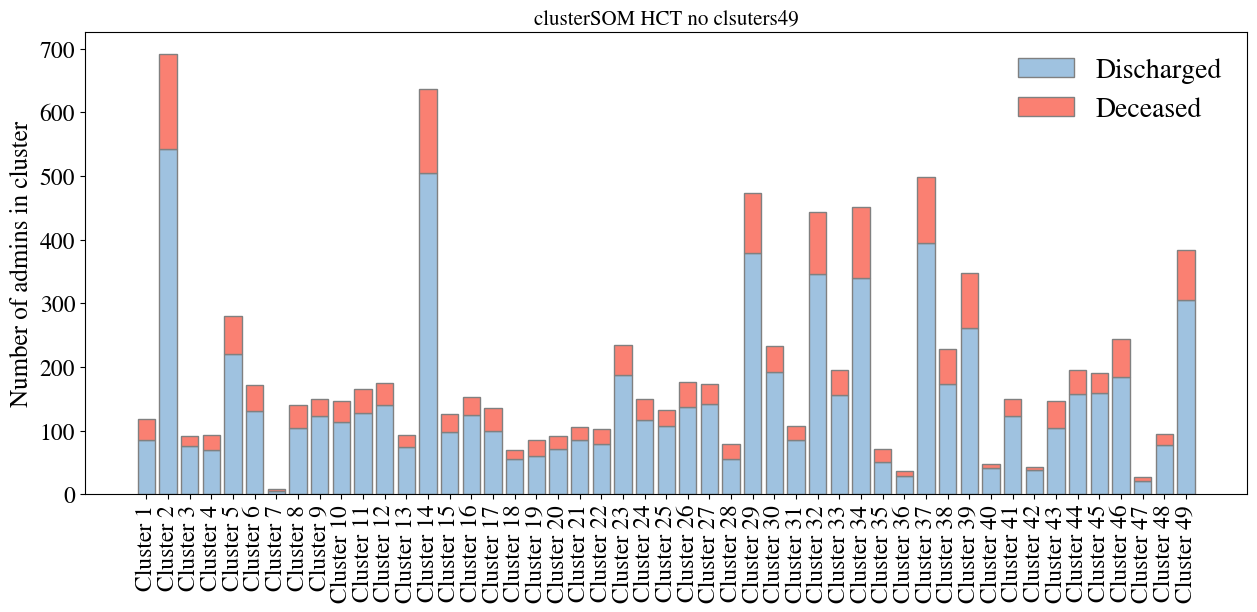 clusterSOM HCT no clsuters49
Number of admins in cluster
700
600
500
400
300
200
100
0
Discharged
Deceased
Cluster 1
Cluster 2
Cluster 3
Cluster 4
Cluster 5
Cluster 6
Cluster 7
Cluster 8
Cluster 9
Cluster 10
Cluster 11
Cluster 12
Cluster 13
Cluster 14
Cluster 15
Cluster 16
Cluster 17
Cluster 18
Cluster 19
Cluster 20
Cluster 21
Cluster 22
Cluster 23
Cluster 24
Cluster 25
Cluster 26
Cluster 27
Cluster 28
Cluster 29
Cluster 30
Cluster 31
Cluster 32
Cluster 33
Cluster 34
Cluster 35
Cluster 36
Cluster 37
Cluster 38
Cluster 39
Cluster 40
Cluster 41
Cluster 42
Cluster 43
Cluster 44
Cluster 45
Cluster 46
Cluster 47
Cluster 48
Cluster 49